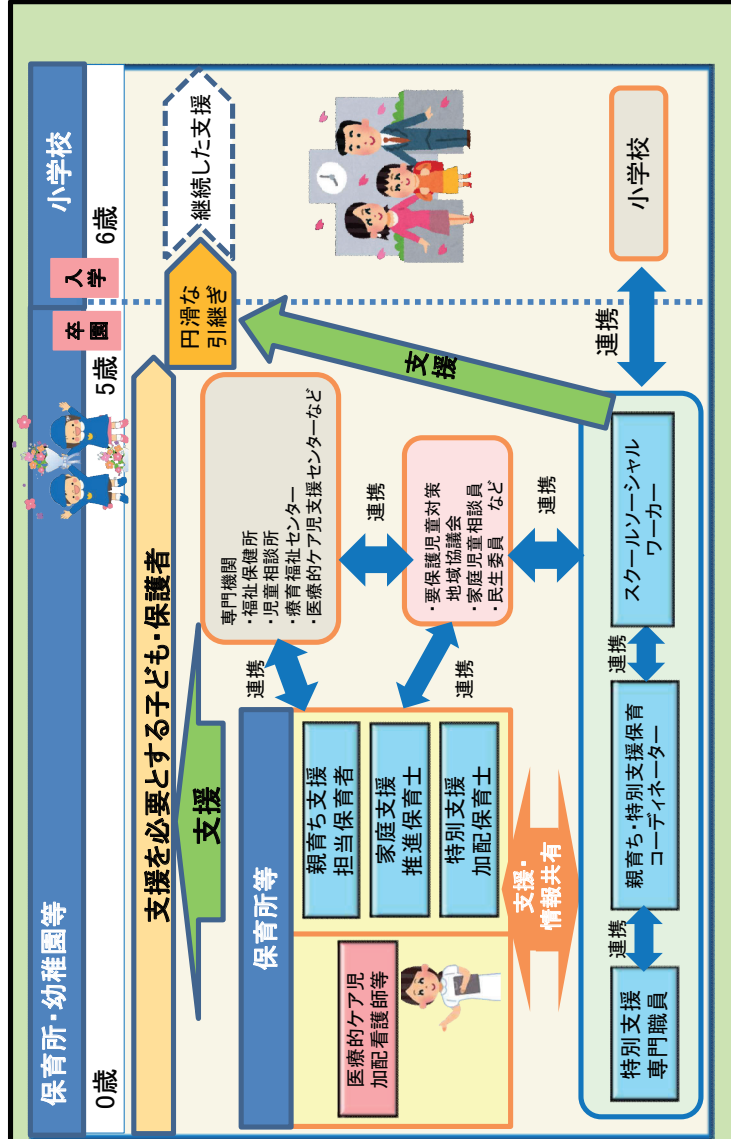 保育所・幼稚園等
小学校
0歳
5歳
卒園
入学
6歳
支援を必要とする子ども・保護者
円滑な
引継ぎ
継続した支援
支援
専門機関
・福祉保健所
・児童相談所
・療育福祉センター
・医療的ケア児支援センターなど
連携
連携
保育所等
親育ち支援
担当保育者
家庭支援
推進保育士
特別支援
加配保育士
医療的ケア児
加配看護師等
連携
・要保護児童対策
地域協議会
・家庭児童相談員
・民生委員 など
連携
支援
支援・
情報共有
特別支援
専門職員
連携
親育ち・特別支援保育
コーディネーター
連携
スクールソーシャル
ワーカー
連携
小学校